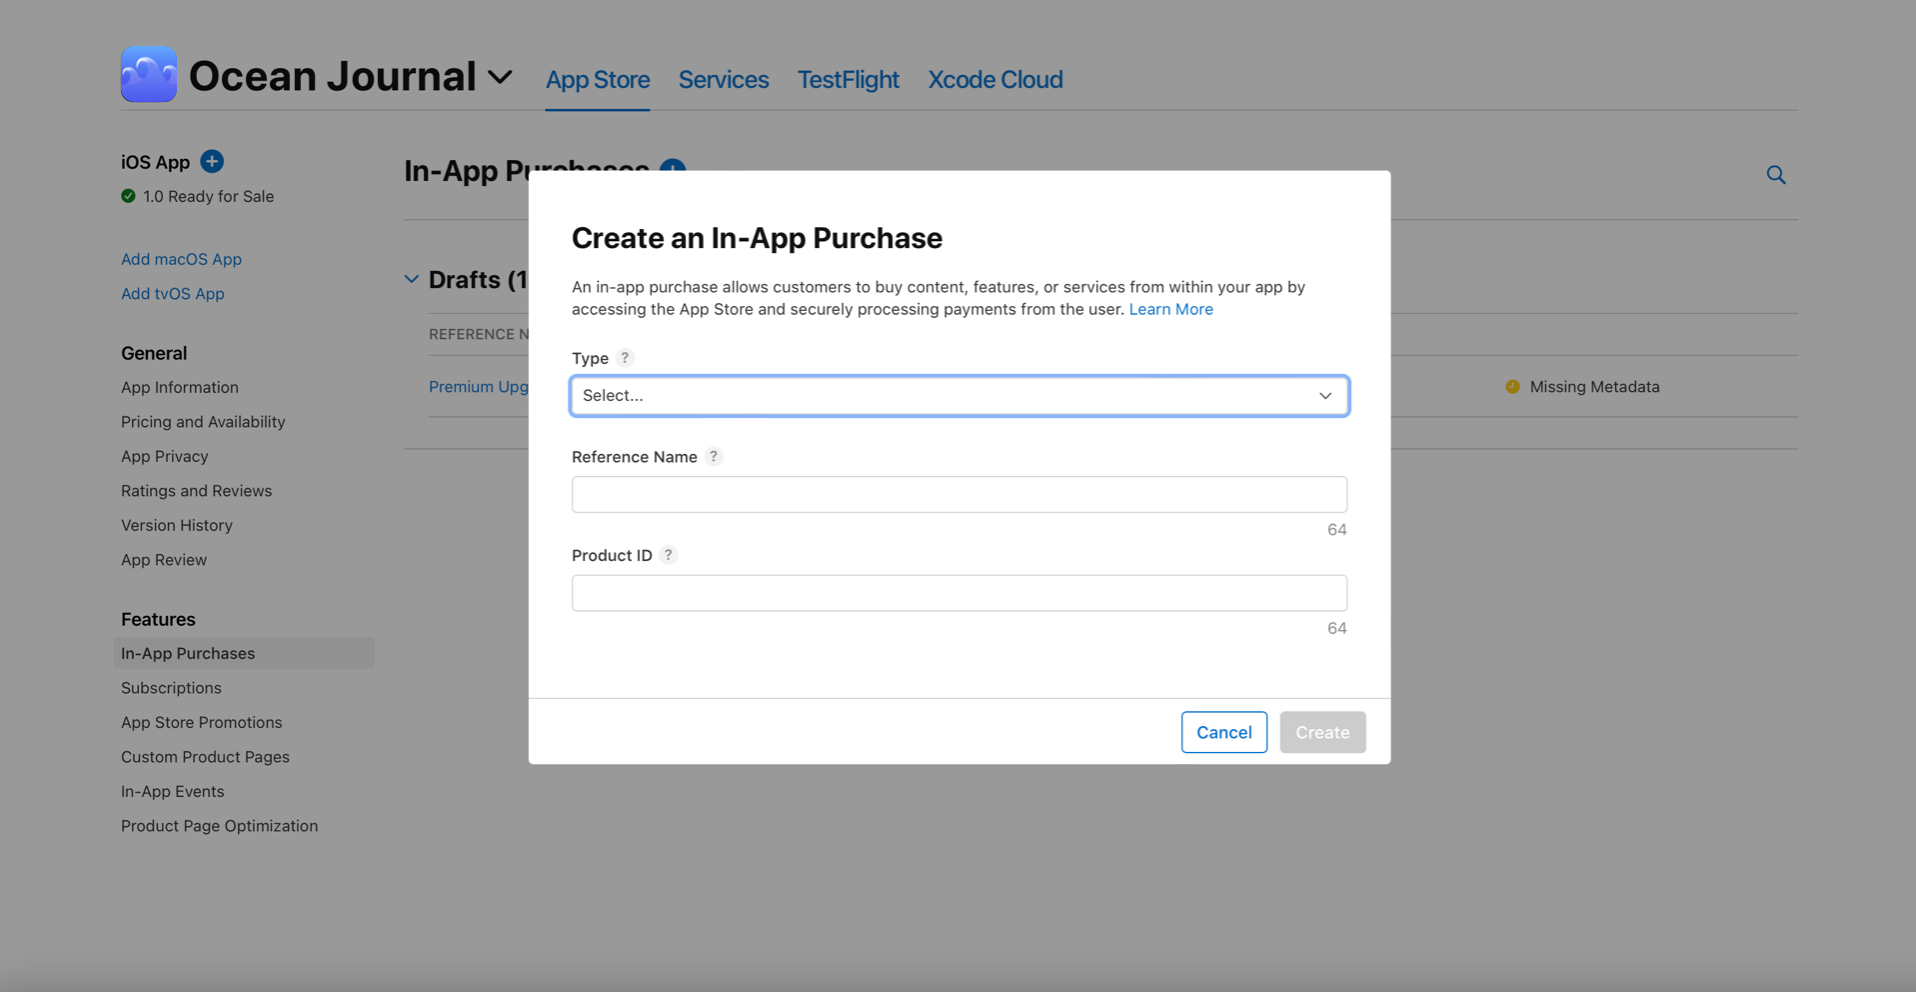 Ocean Journal
App Store Services TestFlight Xcode Cloud
iOS App
1.0 Ready for Sale
Add macOS App
Add tvOS App
General
App Information
Pricing and Availability
App Privacy
Ratings and Reviews
Version History
App Review
Features
In-App Purchases
Subscriptions
App Store Promotions
Custom Product Pages
In-App Events
Product Page Optimization
In-App Purchases
Drafts (1
REFERENCE N
Premium Upg
Missing Metadata
Create an In-App Purchase
An in-app purchase allows customers to buy content, features, or services from within your app by
accessing the App Store and securely processing payments from the user. Learn More
Type ?
Select...
Reference Name ?
64
Product ID ?
64
Cancel Create